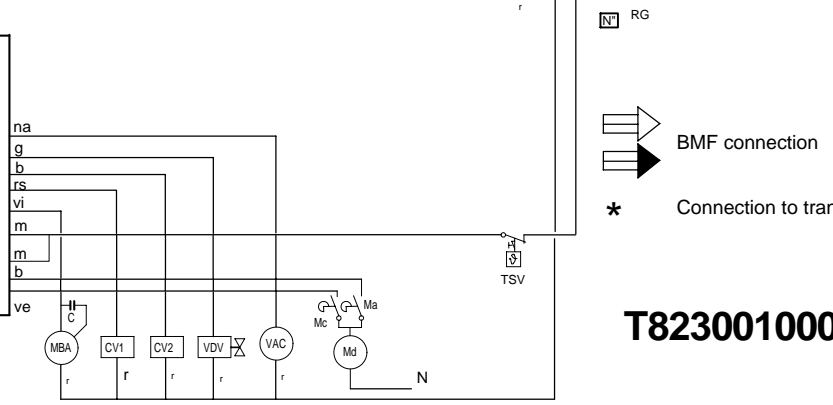 r
N" RG
na
g
b
rs
vi
m
m
b
ve
BMF connection
* Connection to tran
TSV
C
Mc
Ma
MBA
CV1
CV2
VDV
VAC
Md
r
r
r
r
r
N
T823001000